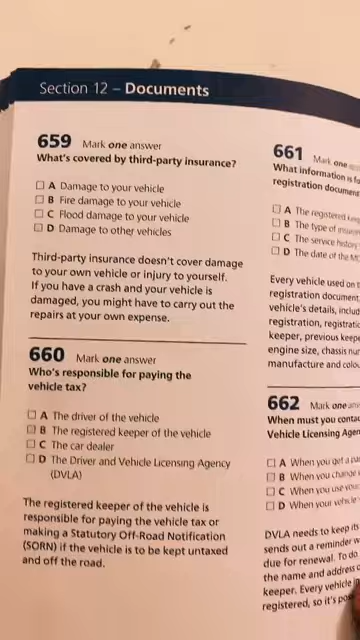 Section 12 – Documents
659 Mark one answer
What's covered by third-party insurance?
A Damage to your vehicle
B Fire damage to your vehicle
C Flood damage to your vehicle
D Damage to other vehicles
Third-party insurance doesn't cover damage
to your own vehicle or injury to yourself.
If you have a crash and your vehicle is
damaged, you might have to carry out the
repairs at your own expense.
660 Mark one answer
Who's responsible for paying the
vehicle tax?
A The driver of the vehicle
B The registered keeper of the vehicle
C The car dealer
D The Driver and Vehicle Licensing Agency
(DVLA)
The registered keeper of the vehicle is
responsible for paying the vehicle tax or
making a Statutory Off-Road Notification
(SORN) if the vehicle is to be kept untaxed
and off the road.
661 Mark one
What information is
registration document
A The registered
B The type of
C The service history
D The date of the
Every vehicle used on
registration document
vehicle's details,
registration,
keeper, previous
engine size, chassis
manufacture and
662 Mark one
When must you
Vehicle Licensing
A When you get a
B When you change
C When you use your
D When your vehicle
DVLA needs to keep its
sends out a reminder
due for renewal. To do
the name and address
keeper. Every vehicle
registered, so it's